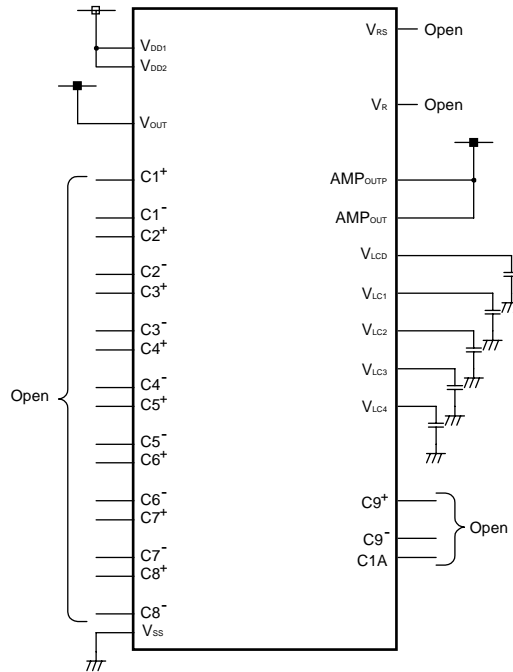 VRS
Open
VDD1
VDD2
VR
Open
VOUT
C1+
AMPOUTP
C1-
AMPOUT
C2+
VLCD
C2-
C3+
VLC1
C3-
VLC2
C4+
VLC3
C4-
Open
C5+
VLC4
C5-
C6+
C6-
C9+
C7+
Open
C9-
C7-
C1A
C8+
C8-
VSS